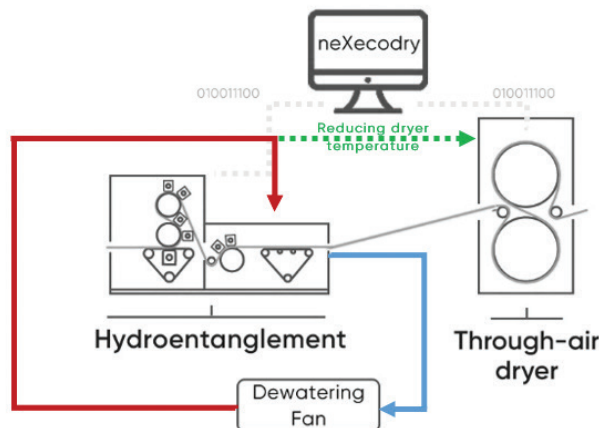 neXecodry
010011100
010011100
Reducing dryer
temperature
Hydroentanglement
Through-air
dryer
Dewatering
Fan